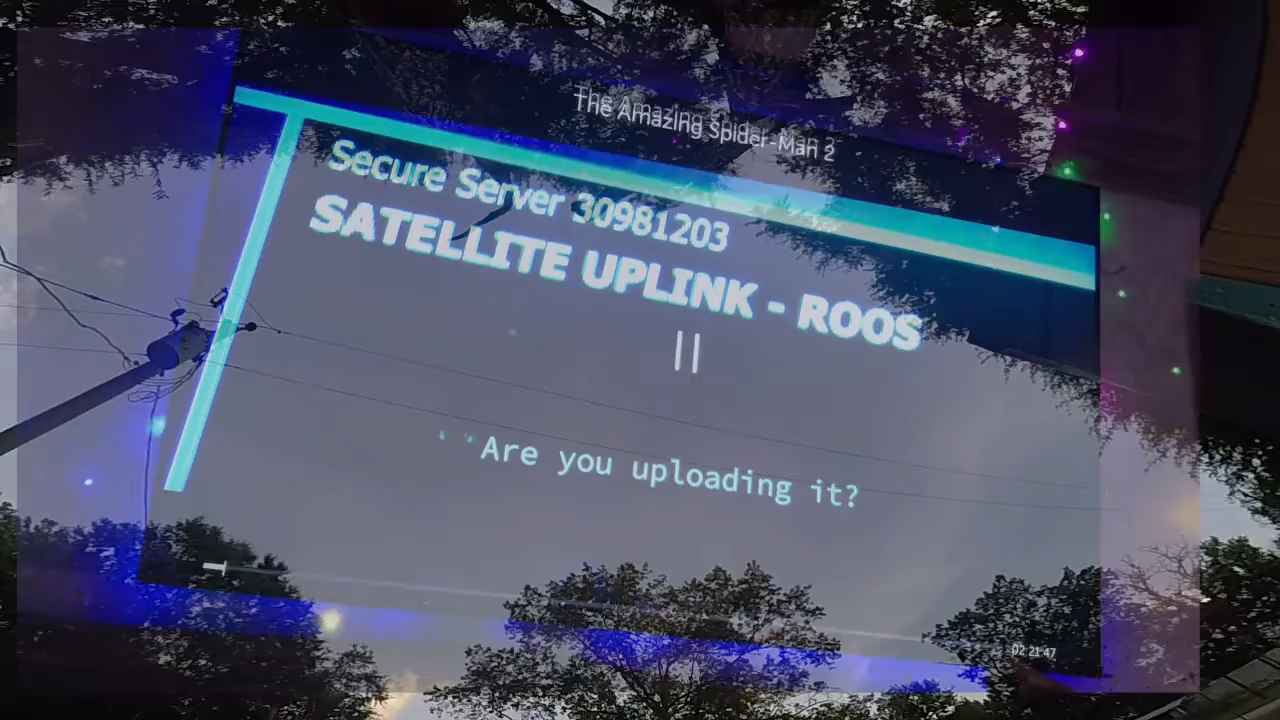 The Amazing Spider-Man 2
Secure Server 30981203
SATELLITE UPLINK - ROOS
Are you uploading it?
02:21:47